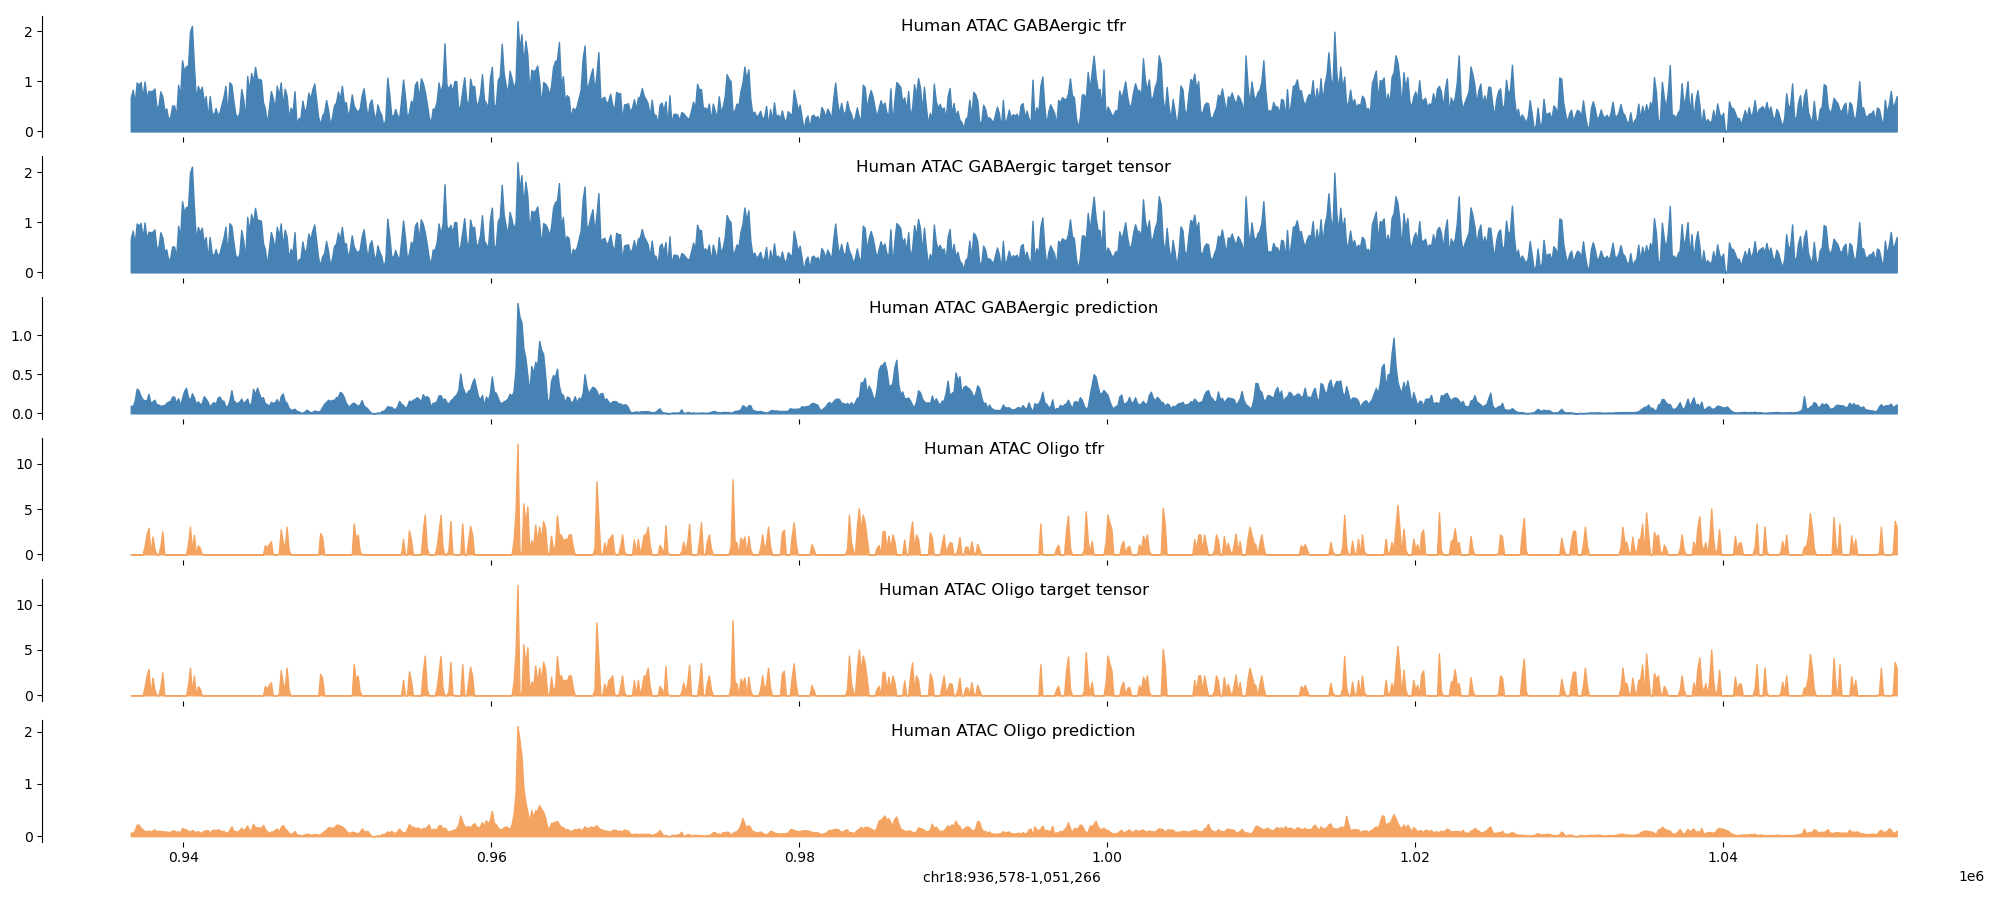 Human ATAC GABAergic tfr
2
1
0
Human ATAC GABAergic target tensor
2
1
0
Human ATAC GABAergic prediction
1.0
0.5
0.0
Human ATAC Oligo tfr
10
5
0
Human ATAC Oligo target tensor
10
5
0
Human ATAC Oligo prediction
2
1
0
0.94 0.96 0.98 1.00 1.02 1.04
chr18:936,578-1,051,266 1e6